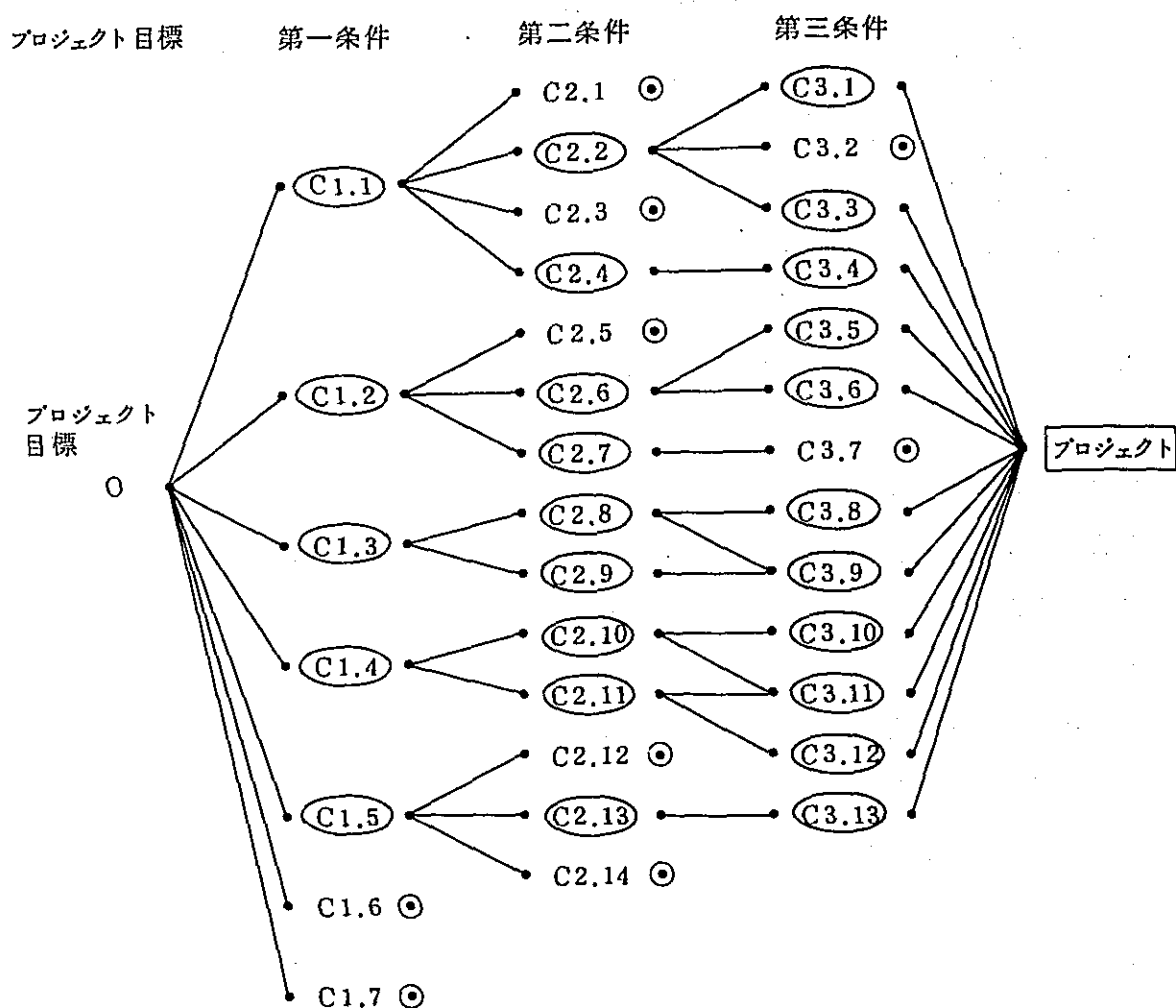 プロジェクト目標 第一条件 第二条件 第三条件
C2.1 C3.1
C2.2 C3.2
C1.1
C2.3 C3.3
C2.4 C3.4
C2.5 C3.5
C1.2 C2.6 C3.6
プロジェクト
目標
C2.7 C3.7 プロジェクト
O
C2.8 C3.8
C1.3
C2.9 C3.9
C2.10 C3.10
C1.4
C2.11 C3.11
C2.12 C3.12
C1.5 C2.13 C3.13
C2.14
C1.6
C1.7